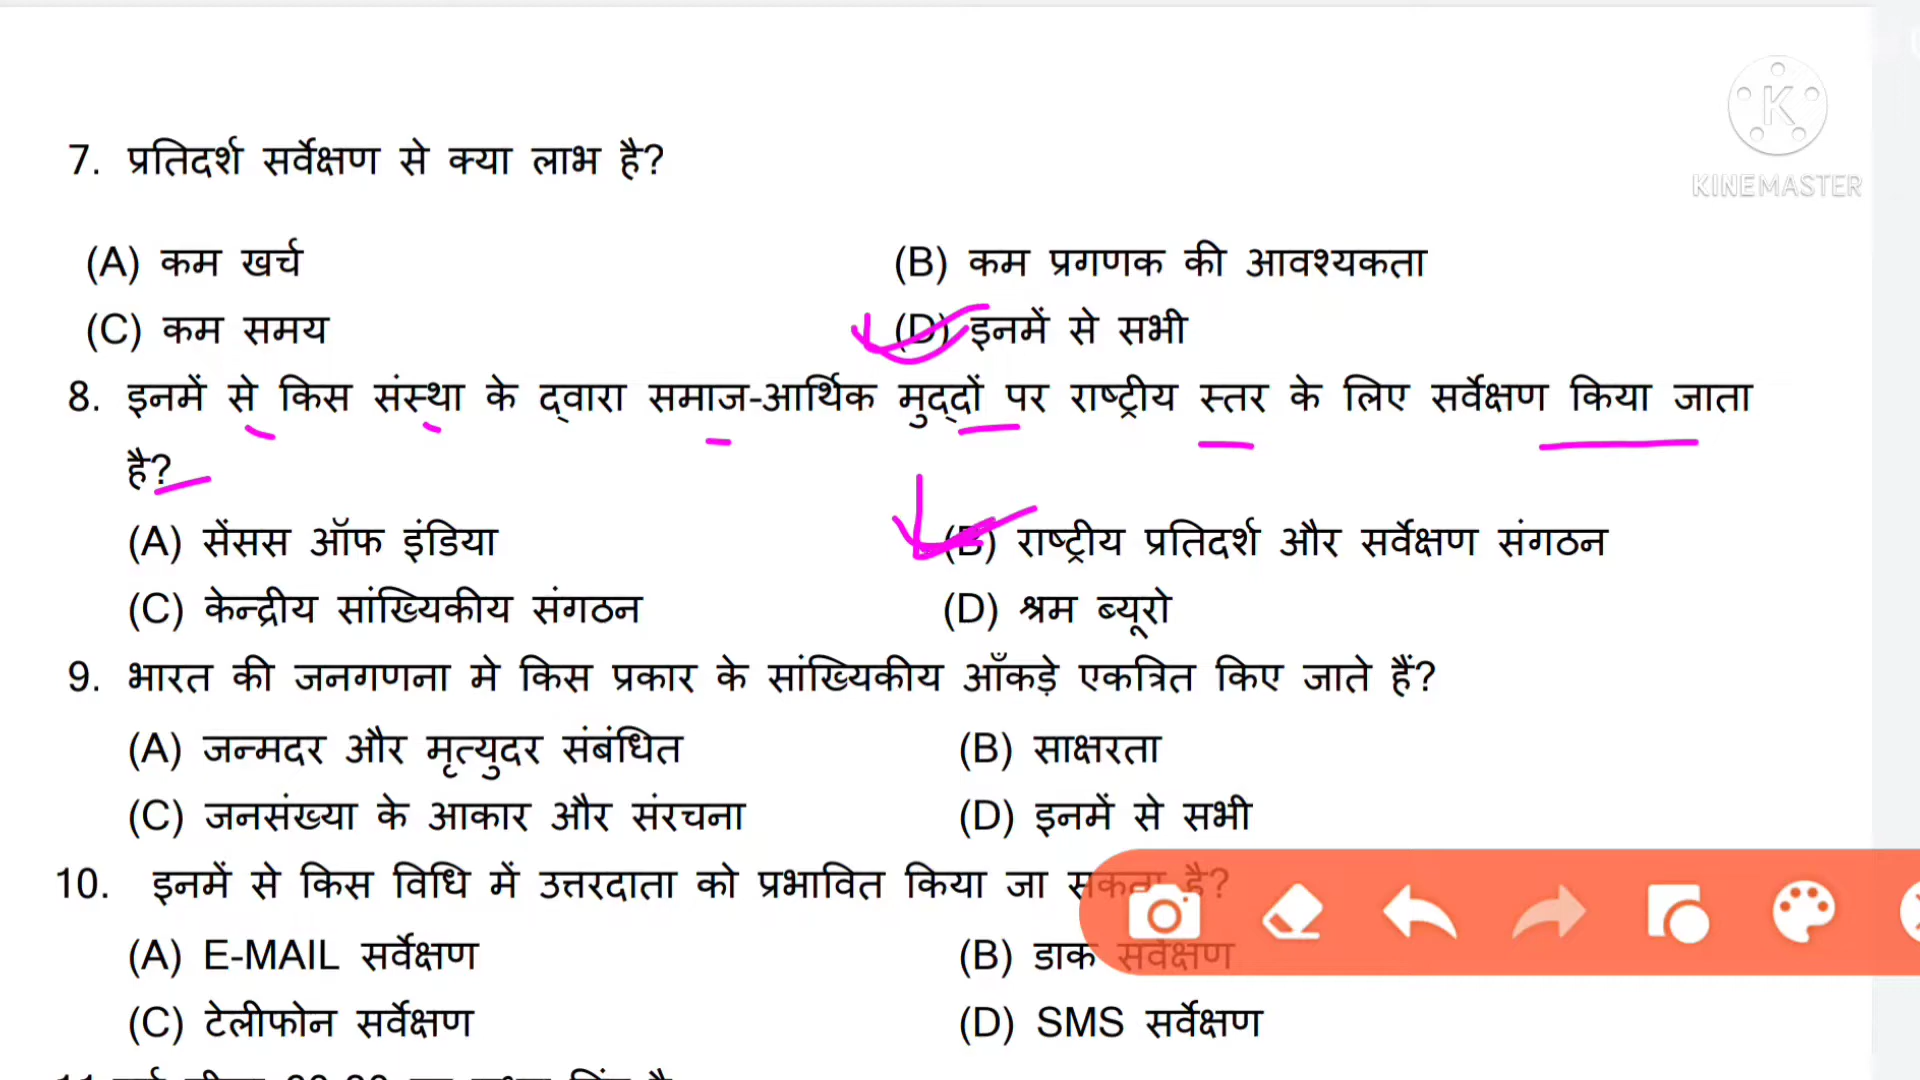 KINEMASTER
7. प्रतिदर्श सर्वेक्षण से क्या लाभ है?
(A) कम खर्च (B) कम प्रगणक की आवश्यकता
(C) कम समय (D) इनमें से सभी
8. इनमें से किस संस्था के द्वारा समाज-आर्थिक मुद्दों पर राष्ट्रीय स्तर के लिए सर्वेक्षण किया जाता
है?
(A) सेंसस ऑफ इंडिया (B) राष्ट्रीय प्रतिदर्श और सर्वेक्षण संगठन
(C) केन्द्रीय सांख्यिकीय संगठन (D) श्रम ब्यूरो
9. भारत की जनगणना मे किस प्रकार के सांख्यिकीय आँकड़े एकत्रित किए जाते हैं?
(A) जन्मदर और मृत्युदर संबंधित (B) साक्षरता
(C) जनसंख्या के आकार और संरचना (D) इनमें से सभी
10. इनमें से किस विधि में उत्तरदाता को प्रभावित किया जा सकता है?
(A) E-MAIL सर्वेक्षण (B) डाक सर्वेक्षण
(C) टेलीफोन सर्वेक्षण (D) SMS सर्वेक्षण